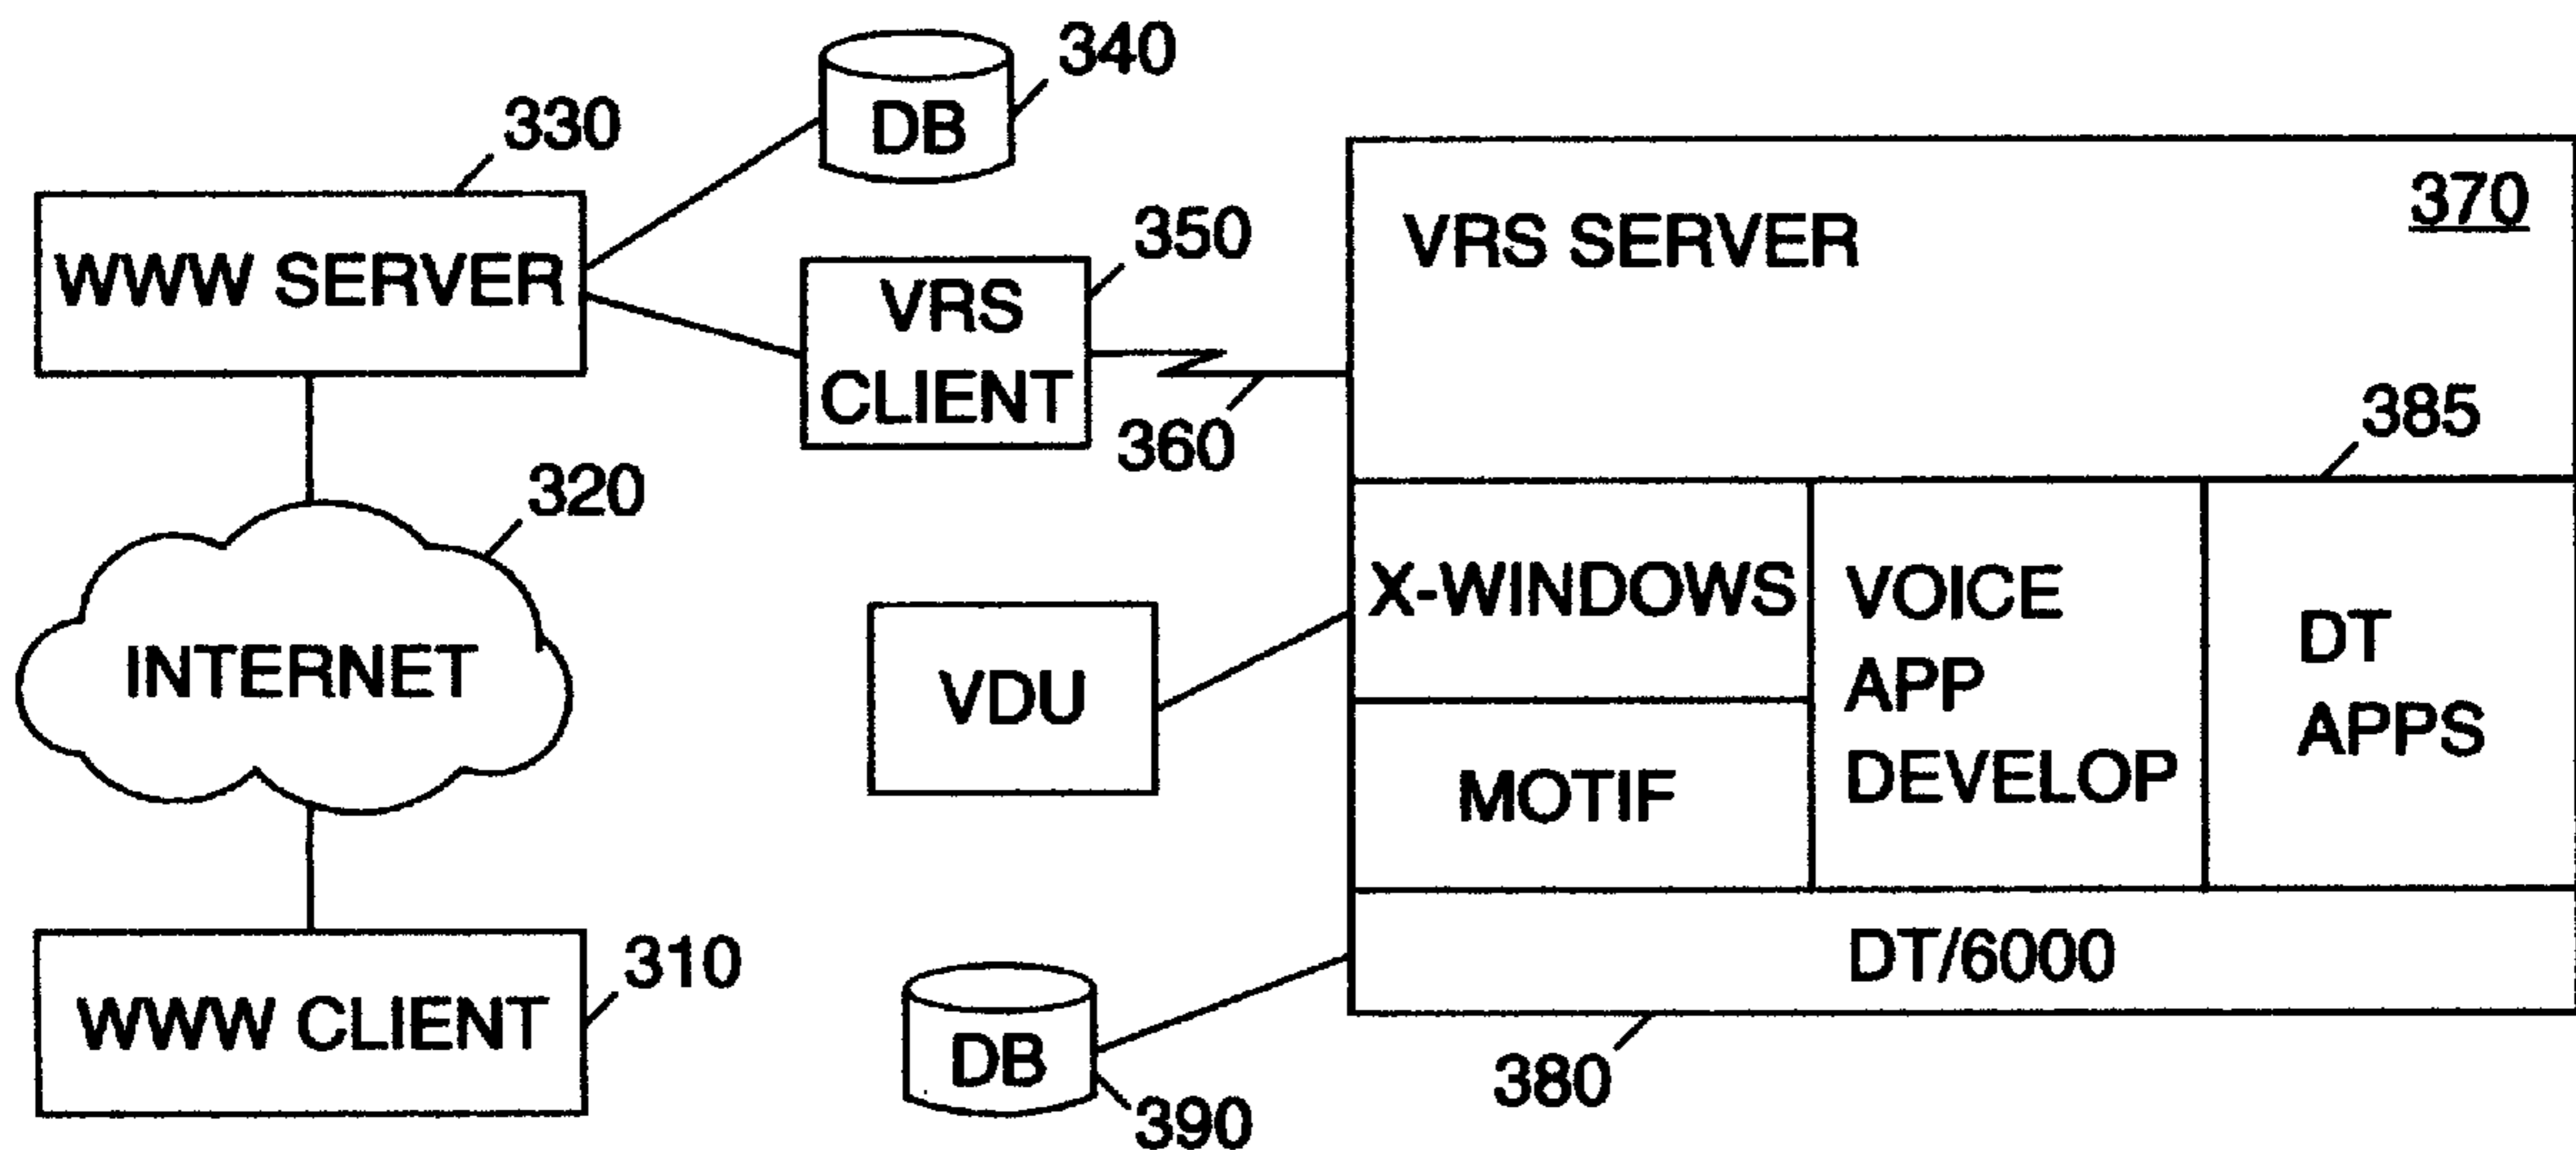 340
DB
330
WWW SERVER
350
VRS
CLIENT
360
370
VRS SERVER
385
320
INTERNET
X-WINDOWS
VOICE
APP
DEVELOP
DT
APPS
VDU
MOTIF
310
WWW CLIENT
DB
390
DT/6000
380